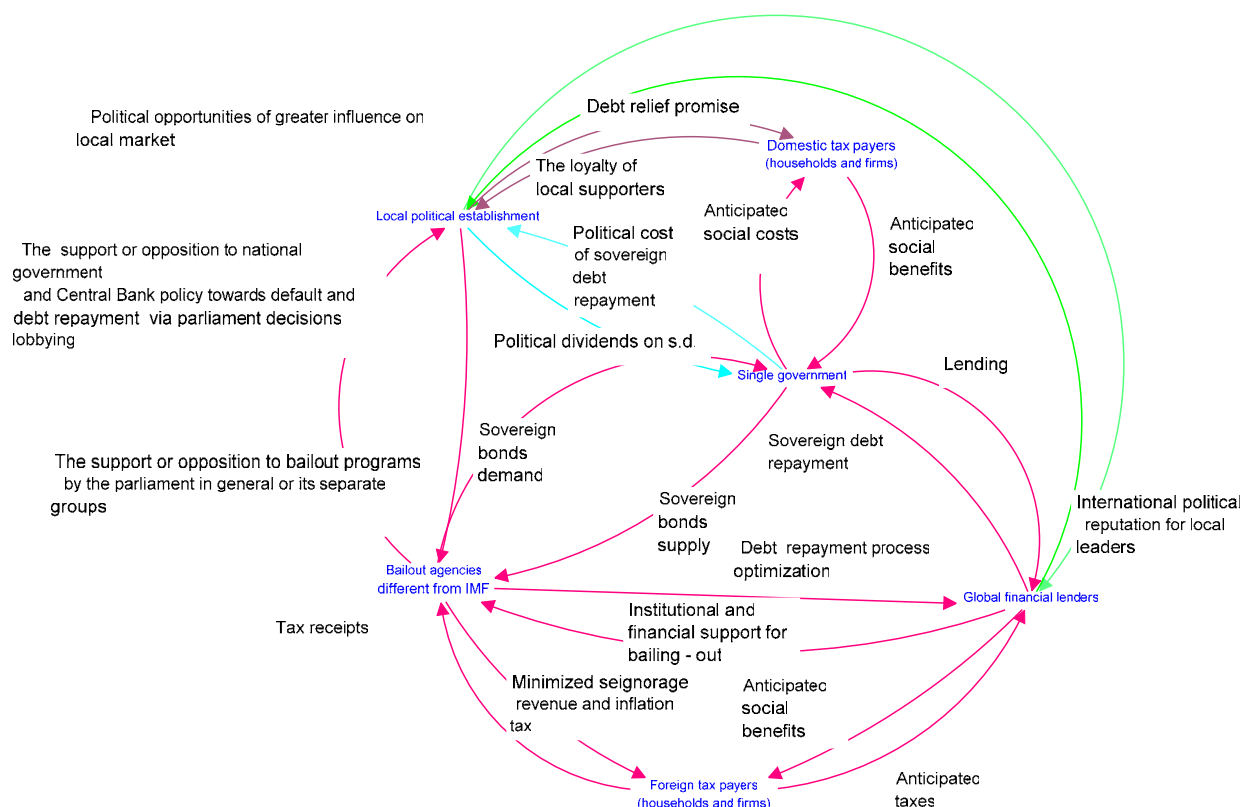 Political opportunities of greater influence on
local market
Debt relief promise
Domestic tax payers
(households and firms)
The loyalty of
local supporters
Local political establishment
Anticipated
social costs
Anticipated
social
benefits
Political cost
of sovereign
debt
repayment
The support or opposition to national
government
and Central Bank policy towards default and
debt repayment via parliament decisions
lobbying
Political dividends on s.d.
Single government
Lending
Sovereign
bonds
demand
Sovereign debt
repayment
The support or opposition to bailout programs
by the parliament in general or its separate
groups
Sovereign
bonds
supply
International political
reputation for local
leaders
Debt repayment process
optimization
Bailout agencies
different from IMF
Global financial lenders
Institutional and
financial support for
bailing - out
Tax receipts
Minimized seignorage
revenue and inflation
tax
Anticipated
social
benefits
Foreign tax payers
(households and firms)
Anticipated
taxes